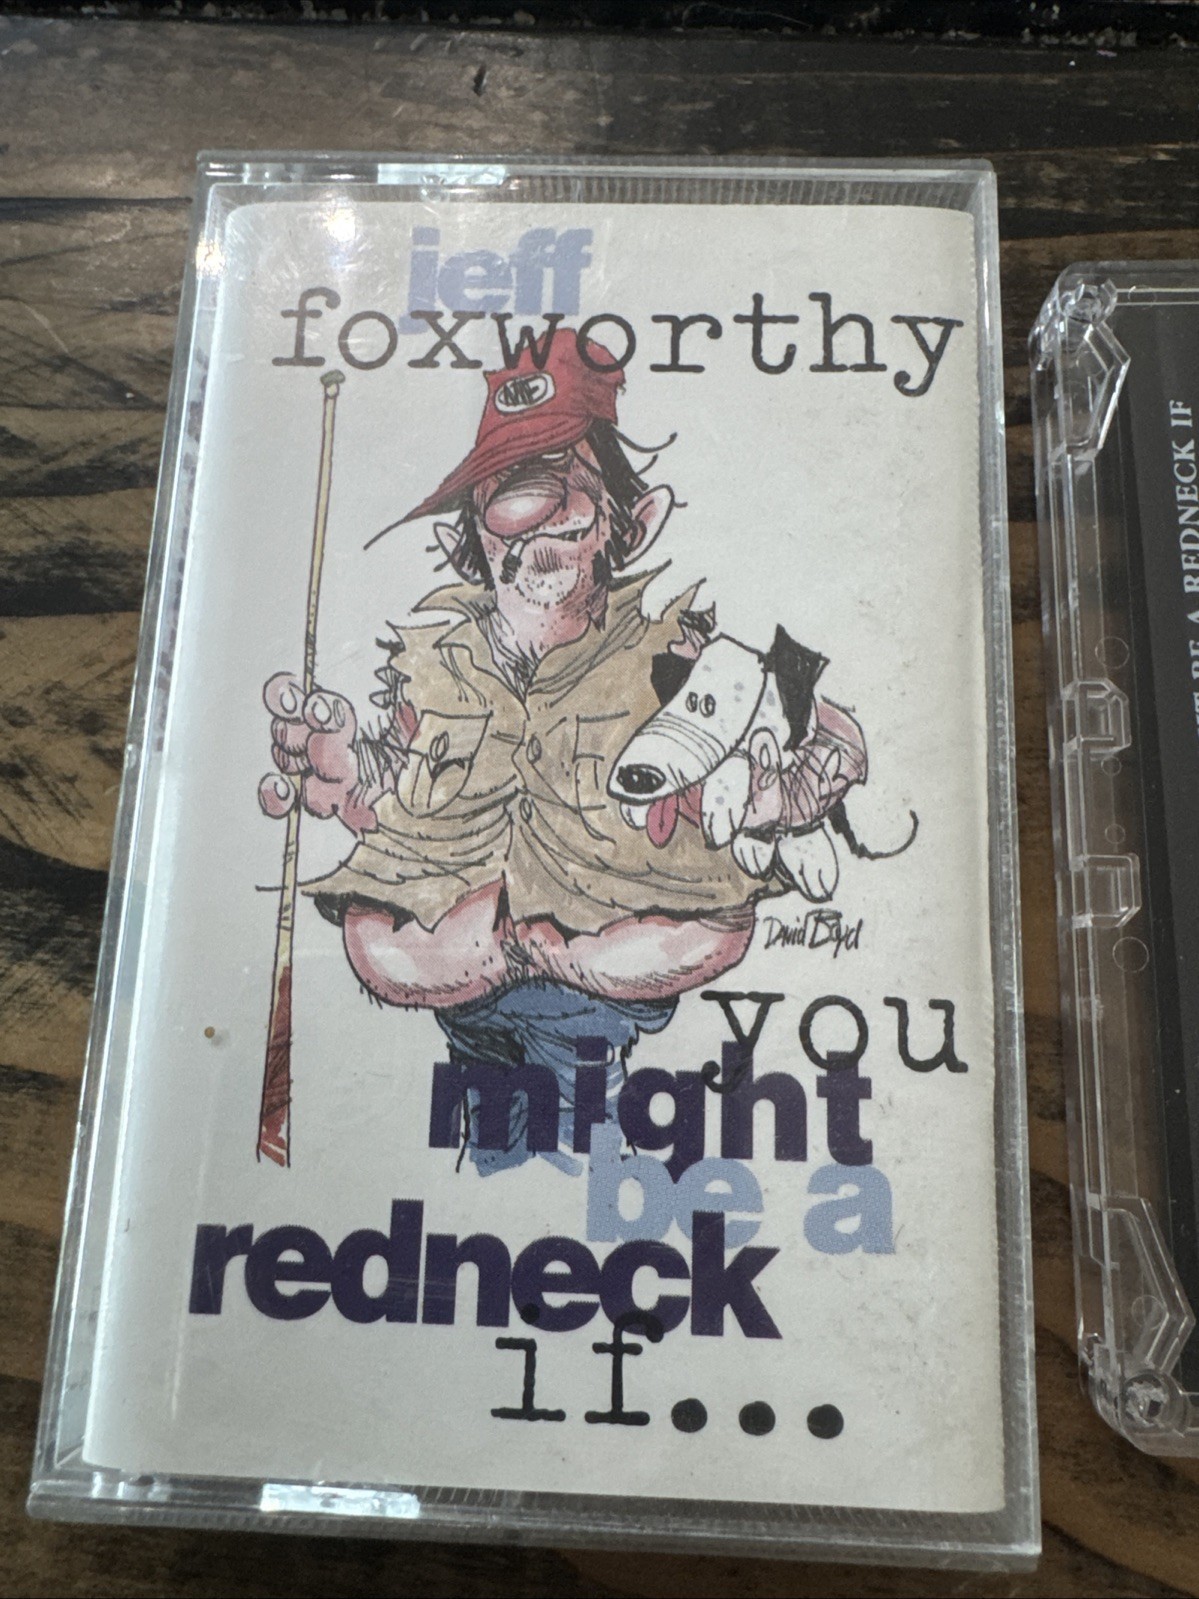 jeff
foxworthy
David Boyd
you
might
be a
redneck
if...
BE A REDNECK IF